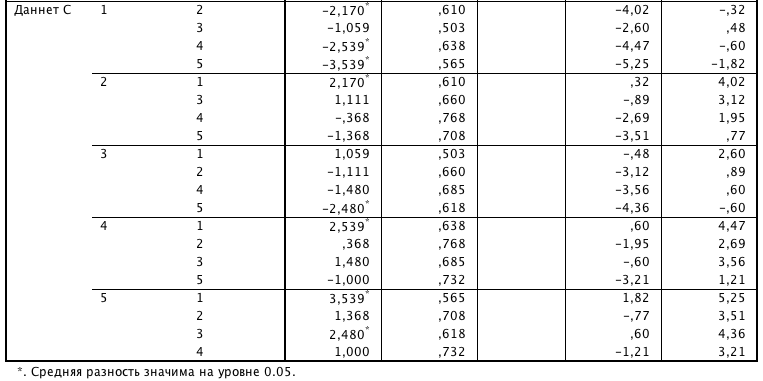 Даннет С 1 2 −2,170* ,610 −4,02 −,32
3 −1,059 ,503 −2,60 ,48
4 −2,539* ,638 −4,47 −,60
5 −3,539* ,565 −5,25 −1,82
2 1 2,170* ,610 ,32 4,02
3 1,111 ,660 −,89 3,12
4 −,368 ,768 −2,69 1,95
5 −1,368 ,708 −3,51 ,77
3 1 1,059 ,503 −,48 2,60
2 −1,111 ,660 −3,12 ,89
4 −1,480 ,685 −3,56 ,60
5 −2,480* ,618 −4,36 −,60
4 1 2,539* ,638 ,60 4,47
2 ,368 ,768 −1,95 2,69
3 1,480 ,685 −,60 3,56
5 −1,000 ,732 −3,21 1,21
5 1 3,539* ,565 1,82 5,25
2 1,368 ,708 −,77 3,51
3 2,480* ,618 ,60 4,36
4 1,000 ,732 −1,21 3,21
*. Средняя разность значима на уровне 0.05.